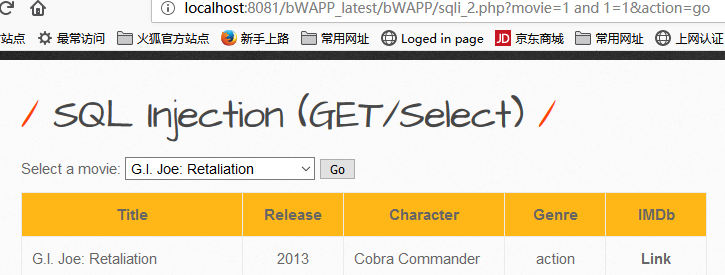 localhost:8081/bWAPP_latest/bWAPP/sqli_2.php?movie=1 and 1=1&action=go
站点 最常访问 火狐官方站点 新手上路 常用网址 Loged in page JD 京东商城 常用网址 上网认证
/ SQL Injection (GET/Select) /
Select a movie: G.I. Joe: Retaliation Go
Title Release Character Genre IMDb
G.I. Joe: Retaliation 2013 Cobra Commander action Link